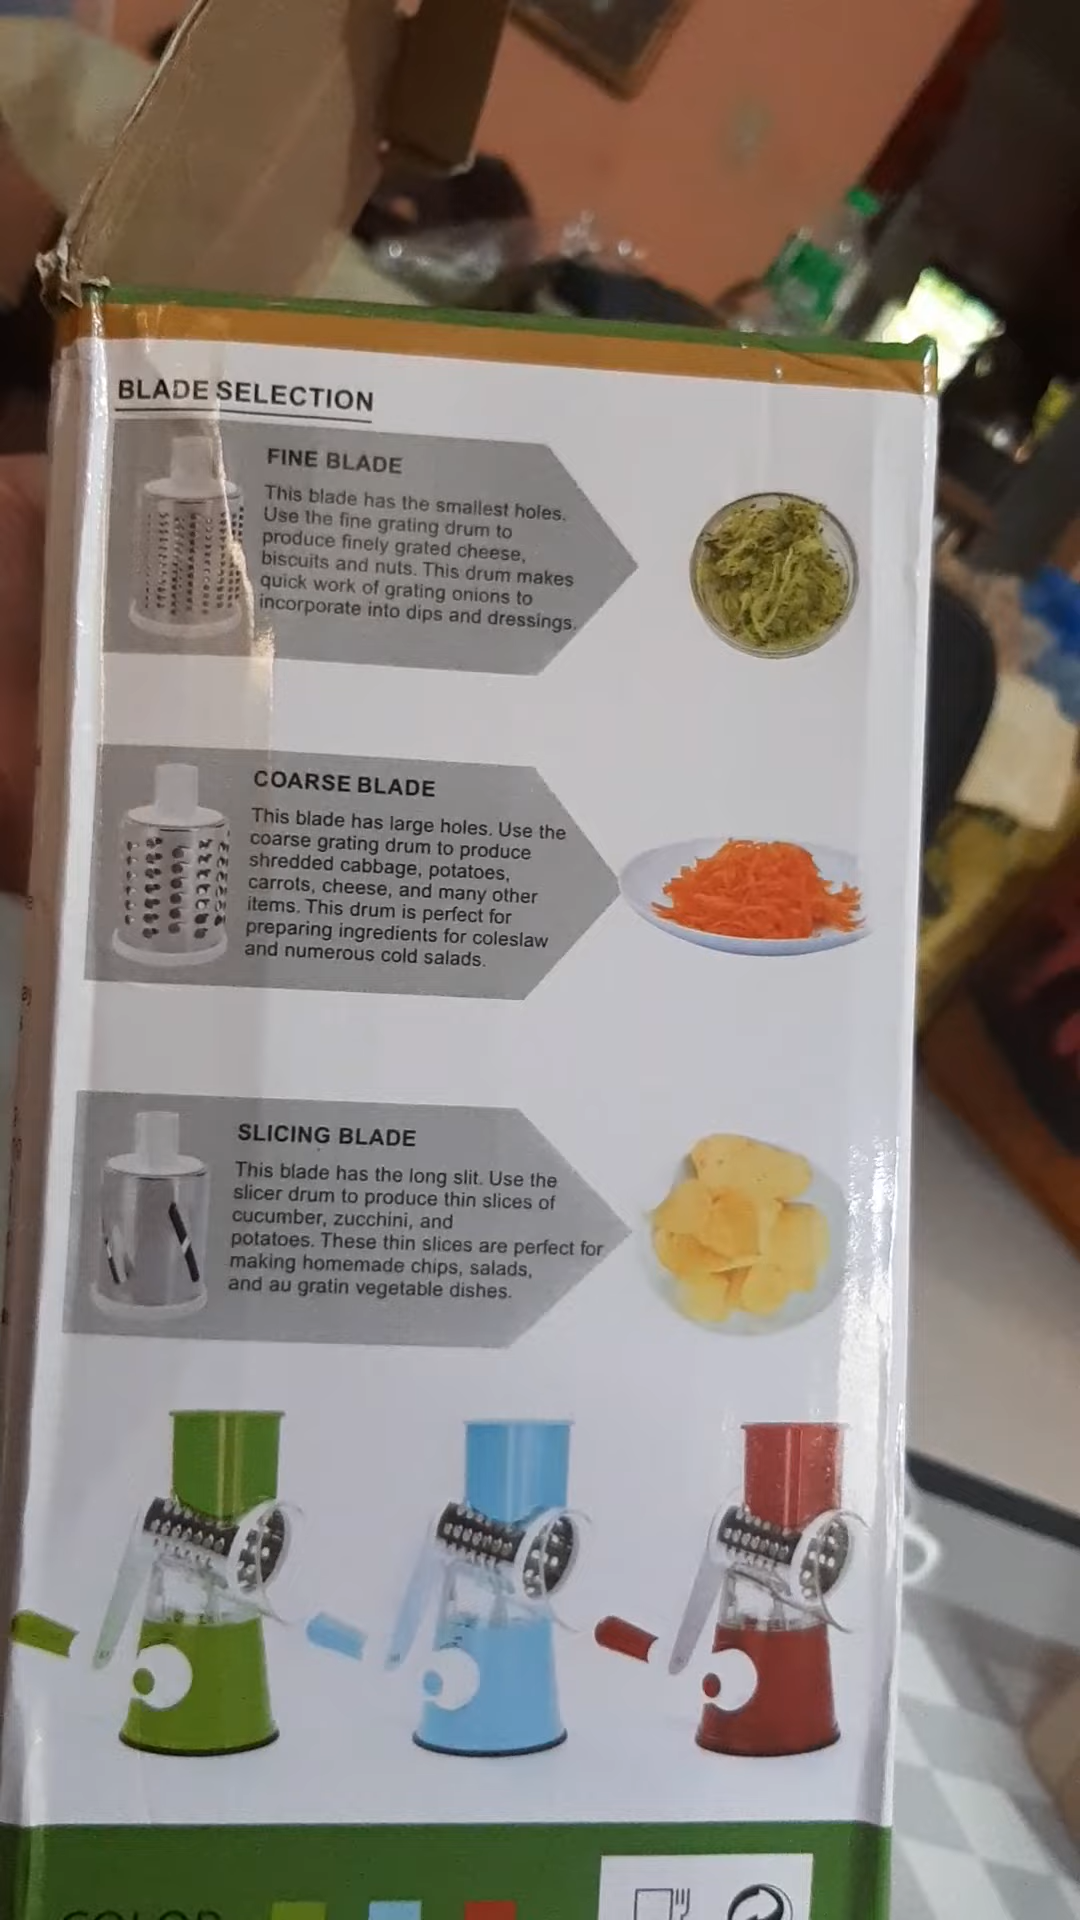 BLADE SELECTION
FINE BLADE
This blade has the smallest holes.
Use the fine grating drum to
produce finely grated cheese,
biscuits and nuts. This drum makes
quick work of grating onions to
incorporate into dips and dressings.
COARSE BLADE
This blade has large holes. Use the
coarse grating drum to produce
shredded cabbage, potatoes,
carrots, cheese, and many other
items. This drum is perfect for
preparing ingredients for coleslaw
and numerous cold salads.
SLICING BLADE
This blade has the long slit. Use the
slicer drum to produce thin slices of
cucumber, zucchini, and
potatoes. These thin slices are perfect for
making homemade chips, salads,
and au gratin vegetable dishes.
COLOR